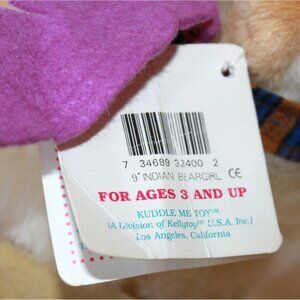 7 34689 32400 2
9" INDIAN BEARGIRL CE
FOR AGES 3 AND UP
KUDDLE ME TOY™
(A Division of Kellytoy™ U.S.A. Inc.)
Los Angeles, California